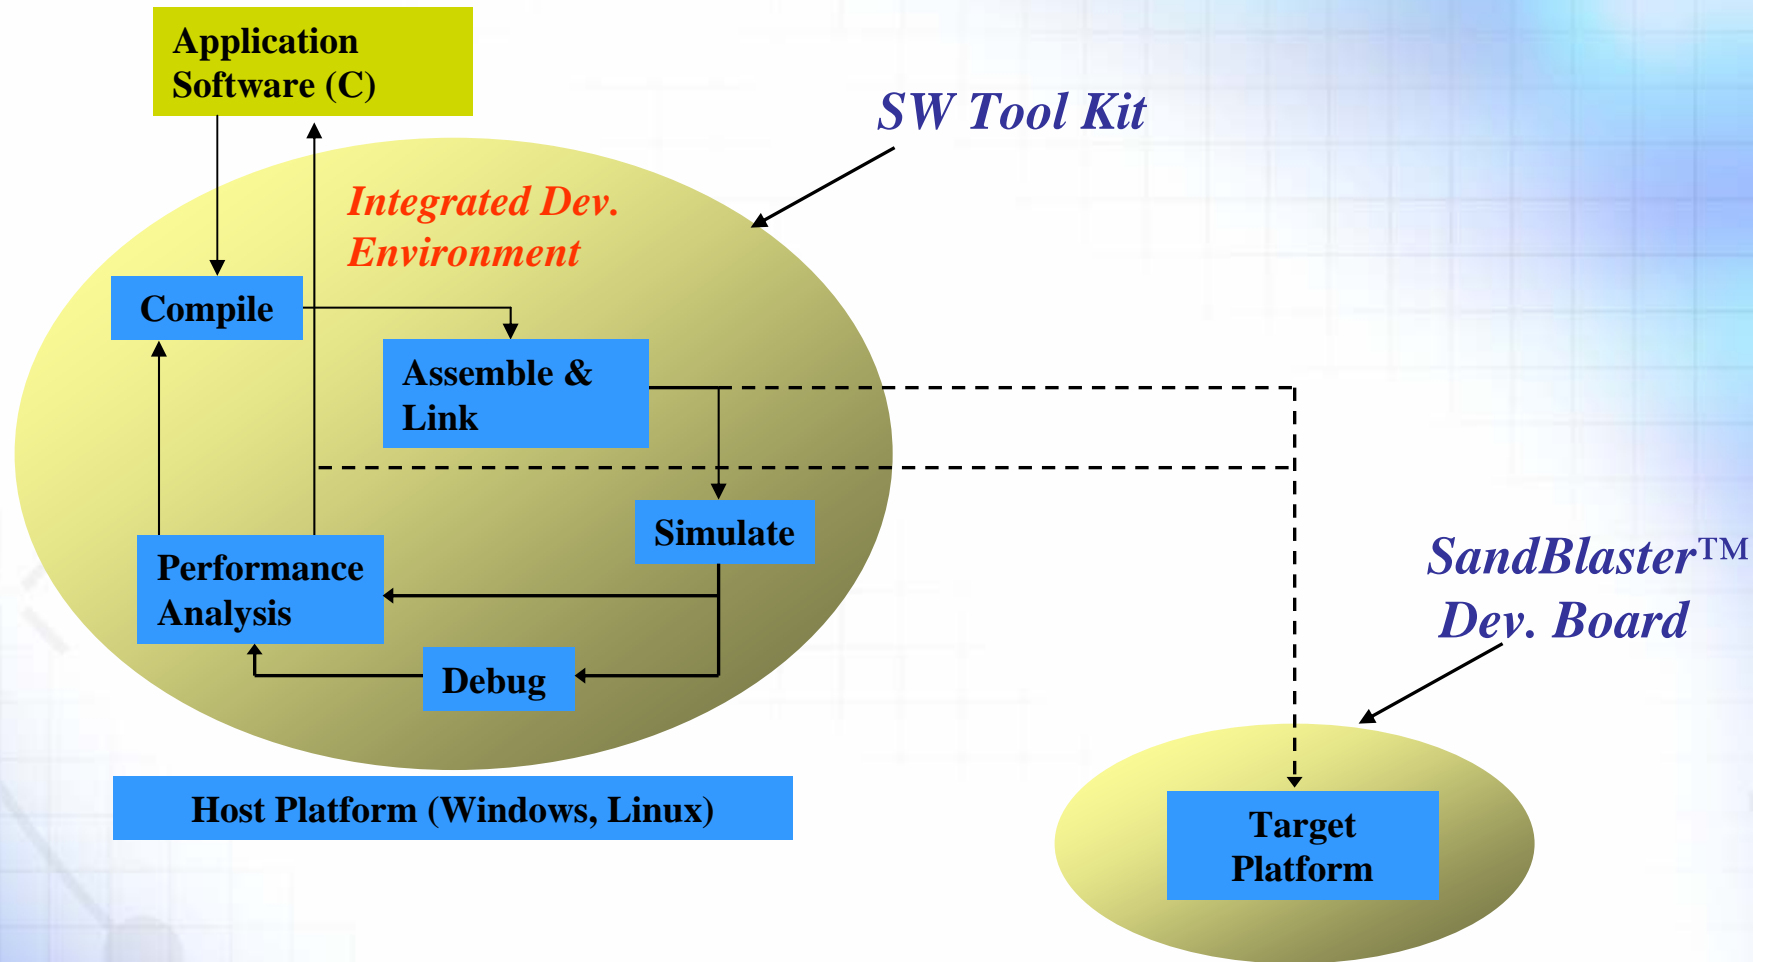 Application
Software (C)
SW Tool Kit
Integrated Dev.
Environment
Compile
Assemble &
Link
Simulate
Performance
Analysis
Debug
SandBlaster™
Dev. Board
Host Platform (Windows, Linux)
Target
Platform